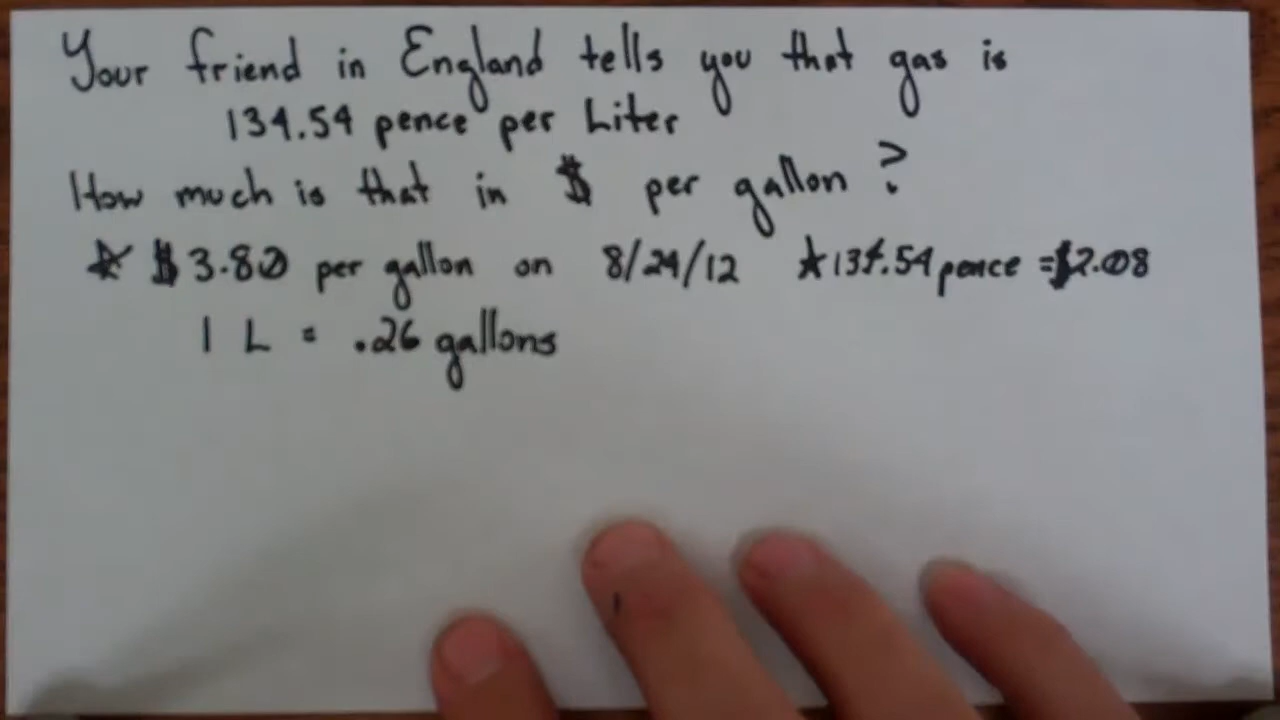 Your friend in England tells you that gas is
134.54 pence per Liter
How much is that in $ per gallon?
☆ $3.80 per gallon on 8/24/12 ★134.54 pence = $2.08
1 L = .26 gallons